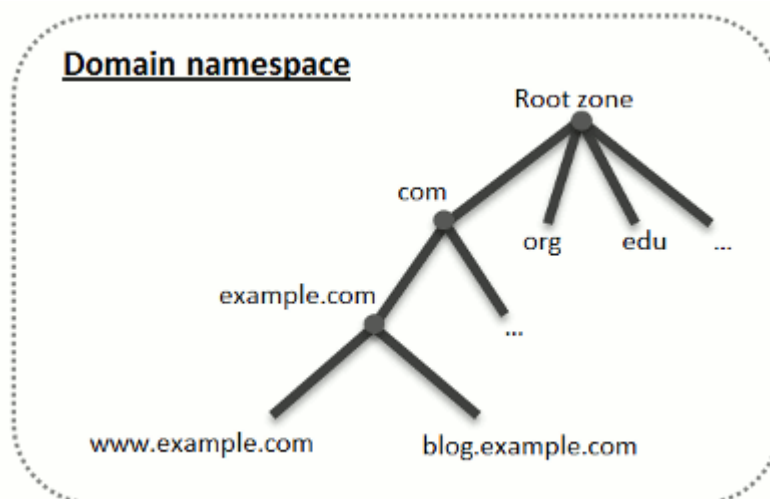 Domain namespace
Root zone
com
org edu ...
example.com
...
www.example.com blog.example.com